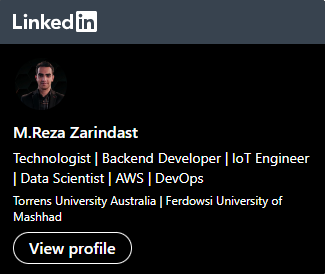 LinkedIn
M.Reza Zarindast
Technologist | Backend Developer | IoT Engineer
| Data Scientist | AWS | DevOps
Torrens University Australia | Ferdowsi University of
Mashhad
View profile